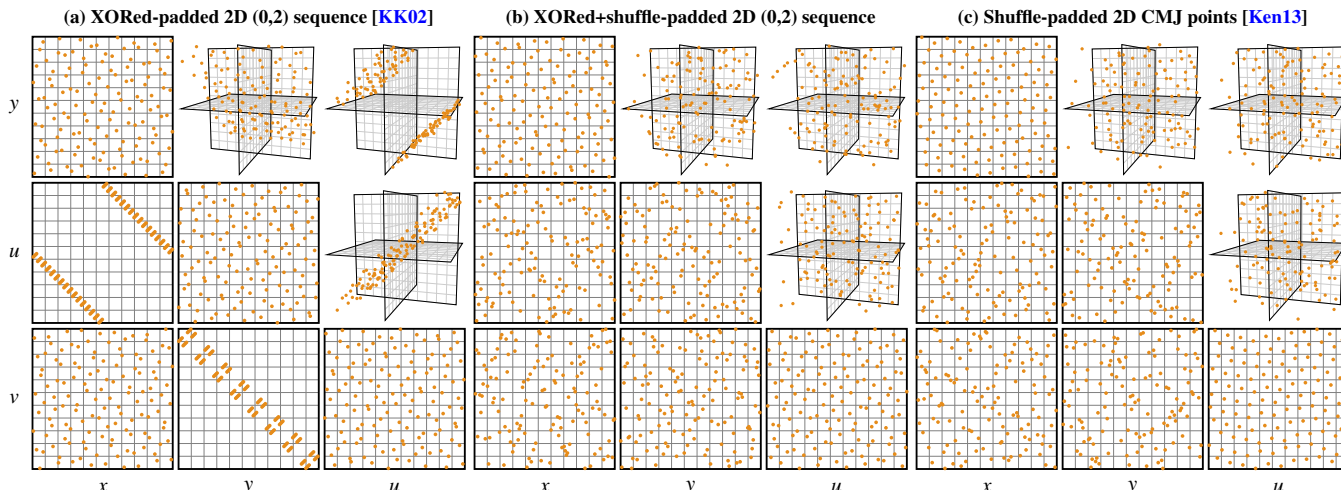 (a) XORed-padded 2D (0,2) sequence [KK02]
(b) XORed+shuffle-padded 2D (0,2) sequence
(c) Shuffle-padded 2D CMJ points [Ken13]
y
u
v
x
y
u
x
y
u
x
y
u